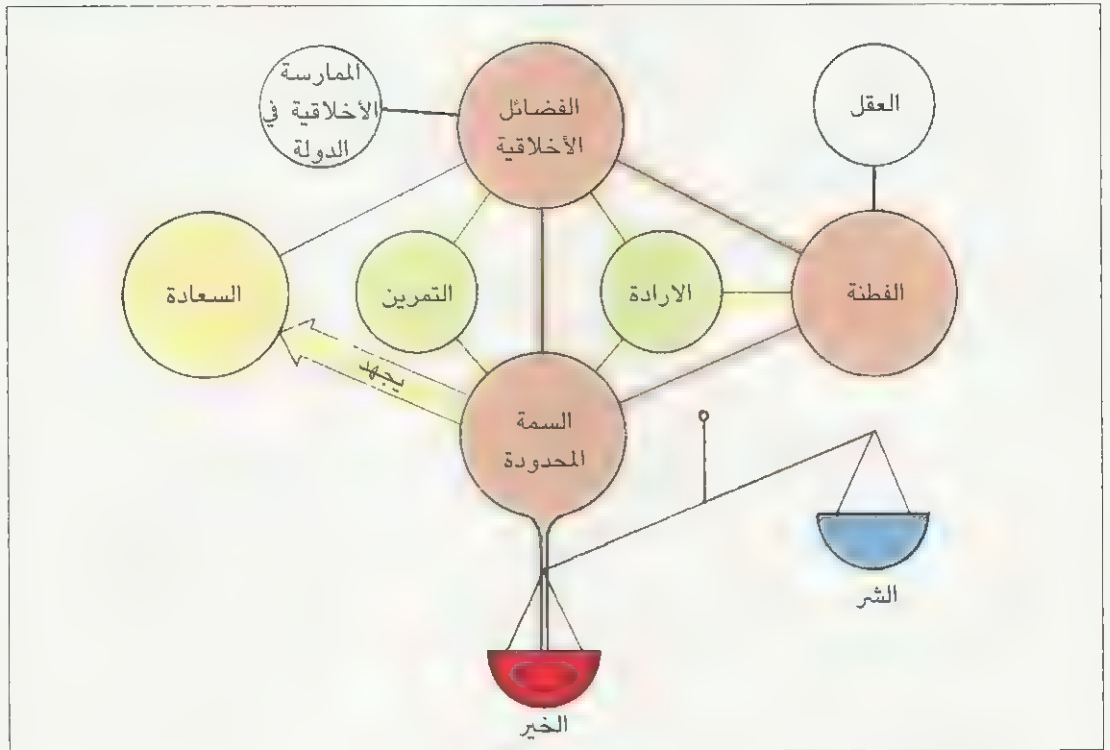 الممارسة
الأخلاقية في
الدولة
الفضائل
الأخلاقية
العقل
السعادة
التمرين
الارادة
الفطنة
يجهد
السمة
المحدودة
الشر
الخير